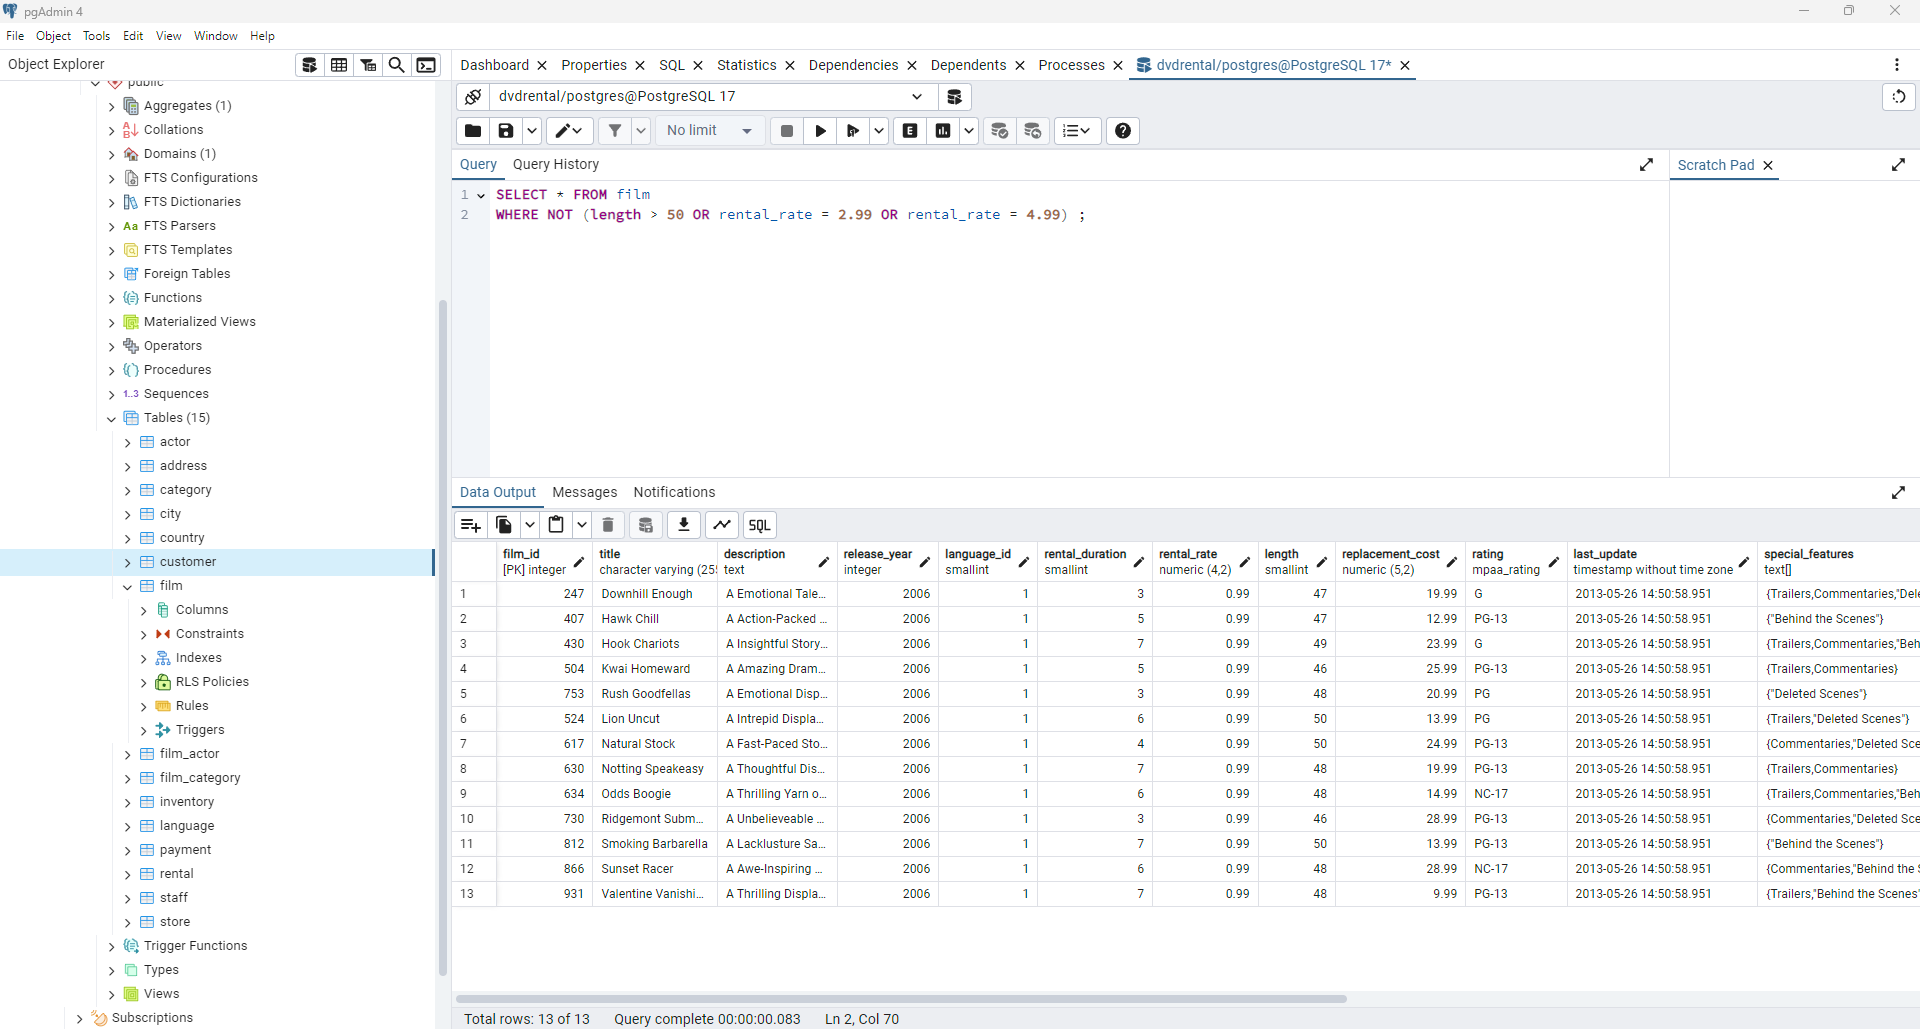 pgAdmin 4
File Object Tools Edit View Window Help
Object Explorer
public
Aggregates (1)
Collations
Domains (1)
FTS Configurations
FTS Dictionaries
Aa FTS Parsers
FTS Templates
Foreign Tables
Functions
Materialized Views
Operators
Procedures
1..3 Sequences
Tables (15)
actor
address
category
city
country
customer
film
Columns
Constraints
Indexes
RLS Policies
Rules
Triggers
film_actor
film_category
inventory
language
payment
rental
staff
store
Trigger Functions
Types
Views
Subscriptions
Dashboard Properties SQL Statistics Dependencies Dependents Processes dvdrental/postgres@PostgreSQL 17*
dvdrental/postgres@PostgreSQL 17
No limit E
Query Query History
Scratch Pad
1 SELECT * FROM film
2 WHERE NOT (length > 50 OR rental_rate = 2.99 OR rental_rate = 4.99) ;
Data Output Messages Notifications
SQL
film_id title description release_year language_id rental_duration rental_rate length replacement_cost rating last_update special_features
[PK] integer character varying (255 text integer smallint smallint numeric (4,2) smallint numeric (5,2) mpaa_rating timestamp without time zone text[]
1 247 Downhill Enough A Emotional Tale... 2006 1 3 0.99 47 19.99 G 2013-05-26 14:50:58.951 {Trailers,Commentaries,"Dele
2 407 Hawk Chill A Action-Packed ... 2006 1 5 0.99 47 12.99 PG-13 2013-05-26 14:50:58.951 {"Behind the Scenes"}
3 430 Hook Chariots A Insightful Story... 2006 1 7 0.99 49 23.99 G 2013-05-26 14:50:58.951 {Trailers,Commentaries,"Beh
4 504 Kwai Homeward A Amazing Dram... 2006 1 5 0.99 46 25.99 PG-13 2013-05-26 14:50:58.951 {Trailers,Commentaries}
5 753 Rush Goodfellas A Emotional Disp... 2006 1 3 0.99 48 20.99 PG 2013-05-26 14:50:58.951 {"Deleted Scenes"}
6 524 Lion Uncut A Intrepid Displa... 2006 1 6 0.99 50 13.99 PG 2013-05-26 14:50:58.951 {Trailers,"Deleted Scenes"}
7 617 Natural Stock A Fast-Paced Sto... 2006 1 4 0.99 50 24.99 PG-13 2013-05-26 14:50:58.951 {Commentaries,"Deleted Sce
8 630 Notting Speakeasy A Thoughtful Dis... 2006 1 7 0.99 48 19.99 PG-13 2013-05-26 14:50:58.951 {Trailers,Commentaries}
9 634 Odds Boogie A Thrilling Yarn o... 2006 1 6 0.99 48 14.99 NC-17 2013-05-26 14:50:58.951 {Trailers,Commentaries,"Beh
10 730 Ridgemont Subm... A Unbelieveable ... 2006 1 3 0.99 46 28.99 PG-13 2013-05-26 14:50:58.951 {Commentaries,"Deleted Sce
11 812 Smoking Barbarella A Lacklusture Sa... 2006 1 7 0.99 50 13.99 PG-13 2013-05-26 14:50:58.951 {"Behind the Scenes"}
12 866 Sunset Racer A Awe-Inspiring ... 2006 1 6 0.99 48 28.99 NC-17 2013-05-26 14:50:58.951 {Commentaries,"Behind the S
13 931 Valentine Vanishi... A Thrilling Displa... 2006 1 7 0.99 48 9.99 PG-13 2013-05-26 14:50:58.951 {Trailers,"Behind the Scenes"
Total rows: 13 of 13 Query complete 00:00:00.083 Ln 2, Col 70